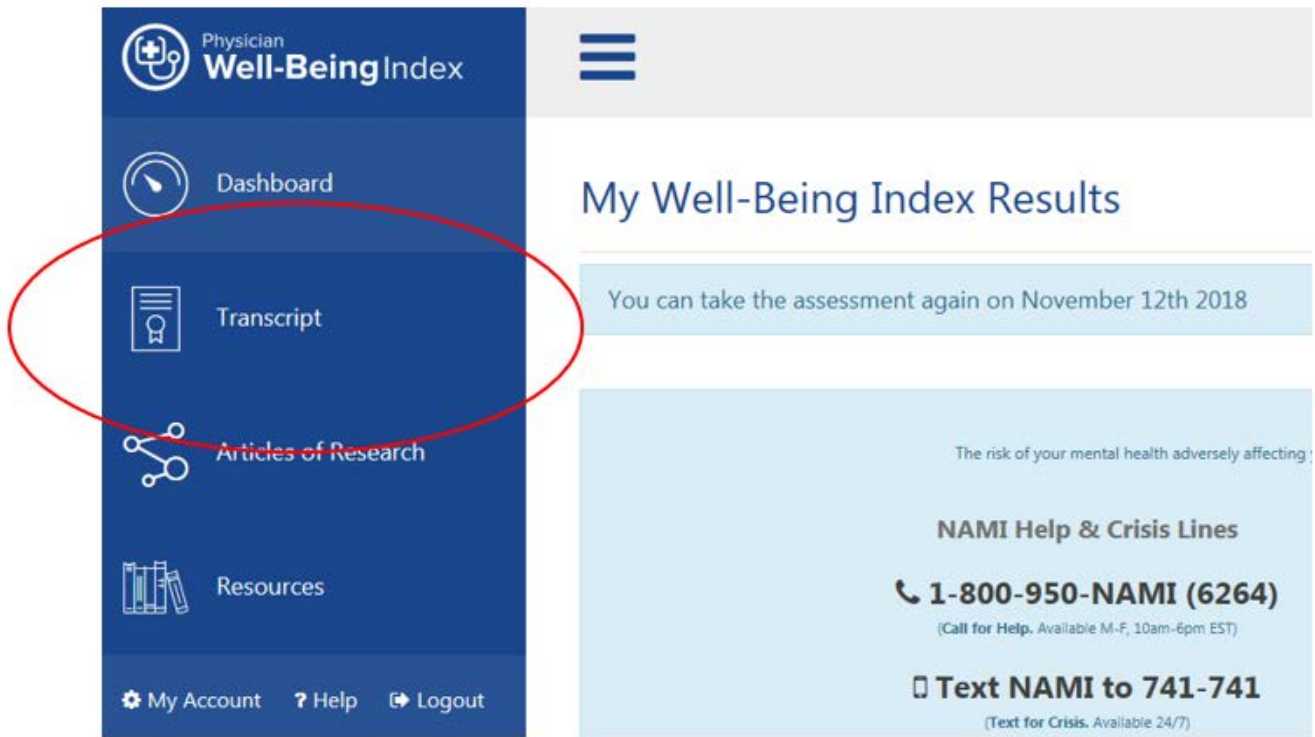 Physician
Well-Being Index
Dashboard
Transcript
Articles of Research
Resources
My Account
? Help
Logout
My Well-Being Index Results
You can take the assessment again on November 12th 2018
The risk of your mental health adversely affecting
NAMI Help & Crisis Lines
1-800-950-NAMI (6264)
(Call for Help. Available M-F, 10am-6pm EST)
Text NAMI to 741-741
(Text for Crisis. Available 24/7)